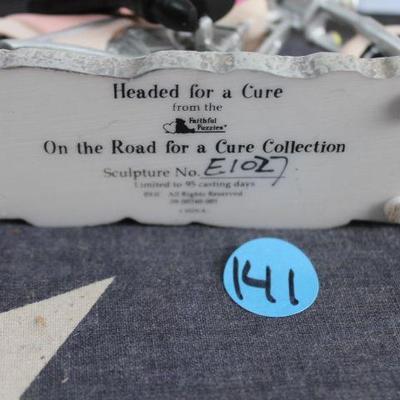 Headed for a Cure
from the
Faithful
Fuzzies
On the Road for a Cure Collection
Sculpture No. E1027
Limited to 95 casting days
All Rights Reserved
141